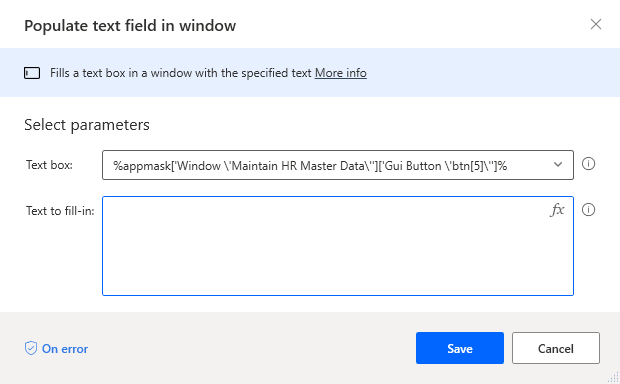 Populate text field in window
Fills a text box in a window with the specified text More info
Select parameters
Text box:
%appmask['Window \'Maintain HR Master Data\'']['Gui Button \'btn[5]\'']%
Text to fill-in:
fx
On error
Save
Cancel